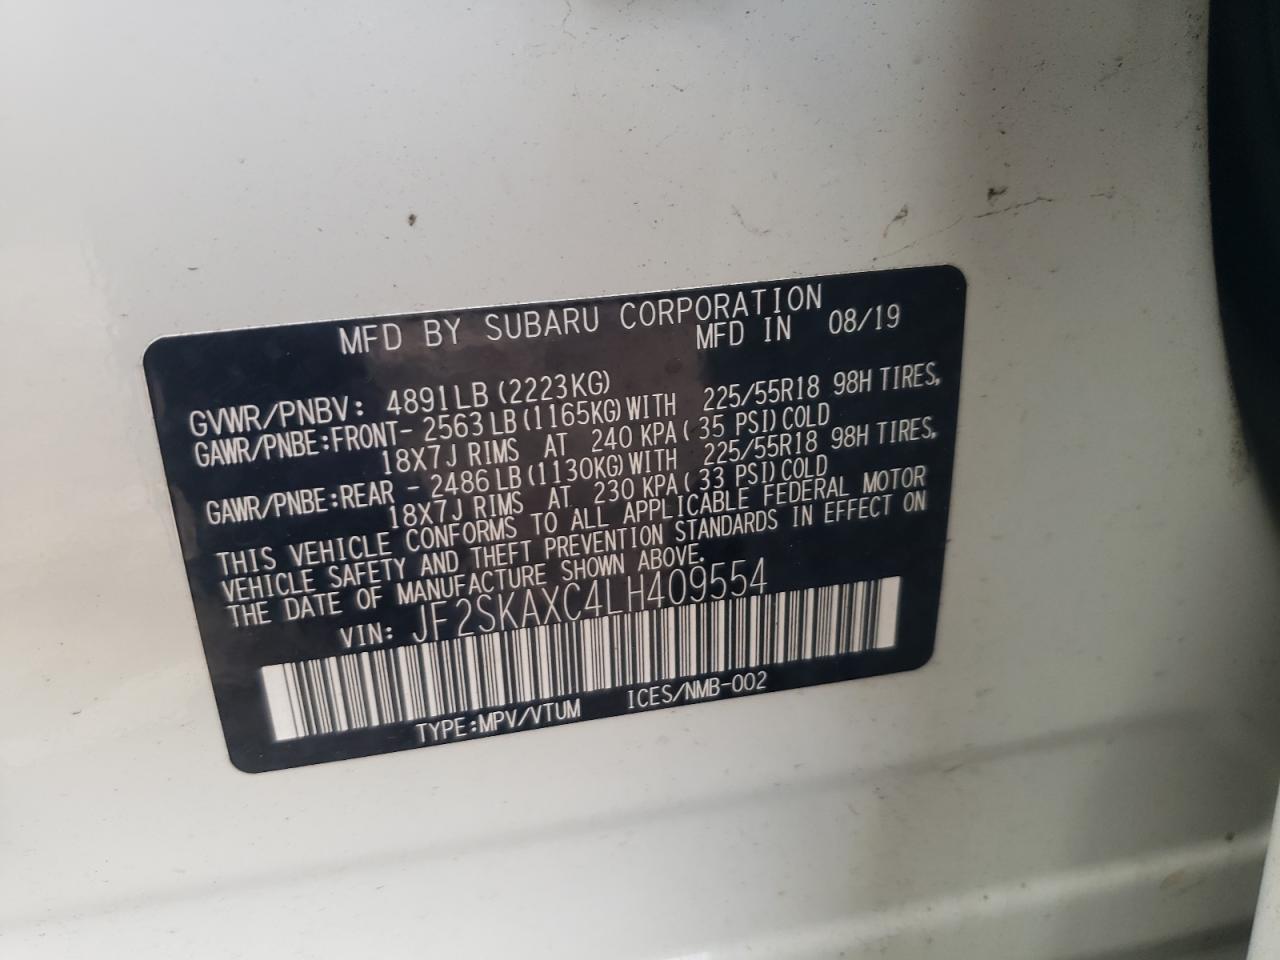 MFD BY SUBARU CORPORATION
MFD IN 08/19
GVWR/PNBV: 4891LB (2223KG)
GAWR/PNBE:FRONT- 2563LB (1165KG) WITH 225/55R18 98H TIRES,
18X7J RIMS AT 240 KPA ( 35 PSI) COLD
GAWR/PNBE:REAR - 2486LB (1130KG) WITH 225/55R18 98H TIRES,
18X7J RIMS AT 230 KPA ( 33 PSI) COLD
THIS VEHICLE CONFORMS TO ALL APPLICABLE FEDERAL MOTOR
VEHICLE SAFETY AND THEFT PREVENTION STANDARDS IN EFFECT ON
THE DATE OF MANUFACTURE SHOWN ABOVE.
VIN: JF2SKAXC4LH409554
TYPE:MPV/VTUM ICES/NMB-002